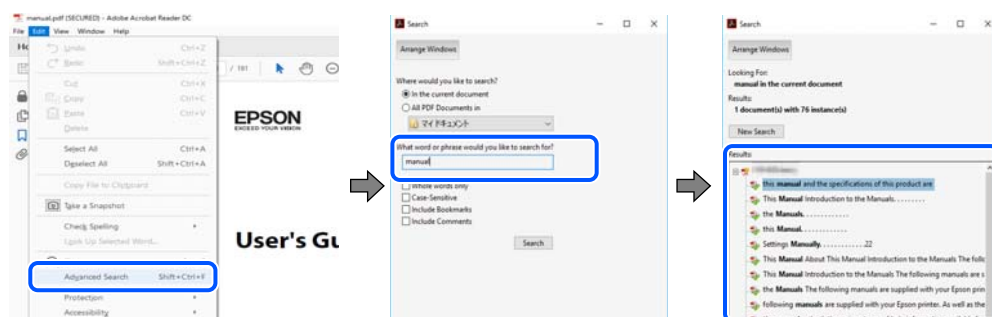 manual.pdf (SECURED) - Adobe Acrobat Reader DC
File Edit View Window Help
Undo Ctrl+Z
Redo Shift+Ctrl+Z
Cut Ctrl+X
Copy Ctrl+C
Paste Ctrl+V
Delete
Select All Ctrl+A
Deselect All Shift+Ctrl+A
Copy File to Clipboard
Take a Snapshot
Check Spelling
Look Up Selected Word...
Advanced Search Shift+Ctrl+F
Protection
Accessibility
/ 181
EPSON
EXCEED YOUR VISION
User's Gu
Search
Arrange Windows
Where would you like to search?
In the current document
All PDF Documents in
マイ ドキュメント
What word or phrase would you like to search for?
manual
Whole words only
Case-Sensitive
Include Bookmarks
Include Comments
Search
Search
Arrange Windows
Looking For:
manual in the current document
Results:
1 document(s) with 76 instance(s)
New Search
Results:
this manual and the specifications of this product are
This Manual Introduction to the Manuals. . . . . . . . .
the Manuals. . . . . . . . . . . . .
this Manual. . . . . . . . . . . . .
Settings Manually. . . . . . . . . . . . .22
This Manual About This Manual Introduction to the Manuals The follo
This Manual Introduction to the Manuals The following manuals are s
the Manuals The following manuals are supplied with your Epson prin
following manuals are supplied with your Epson printer. As well as the